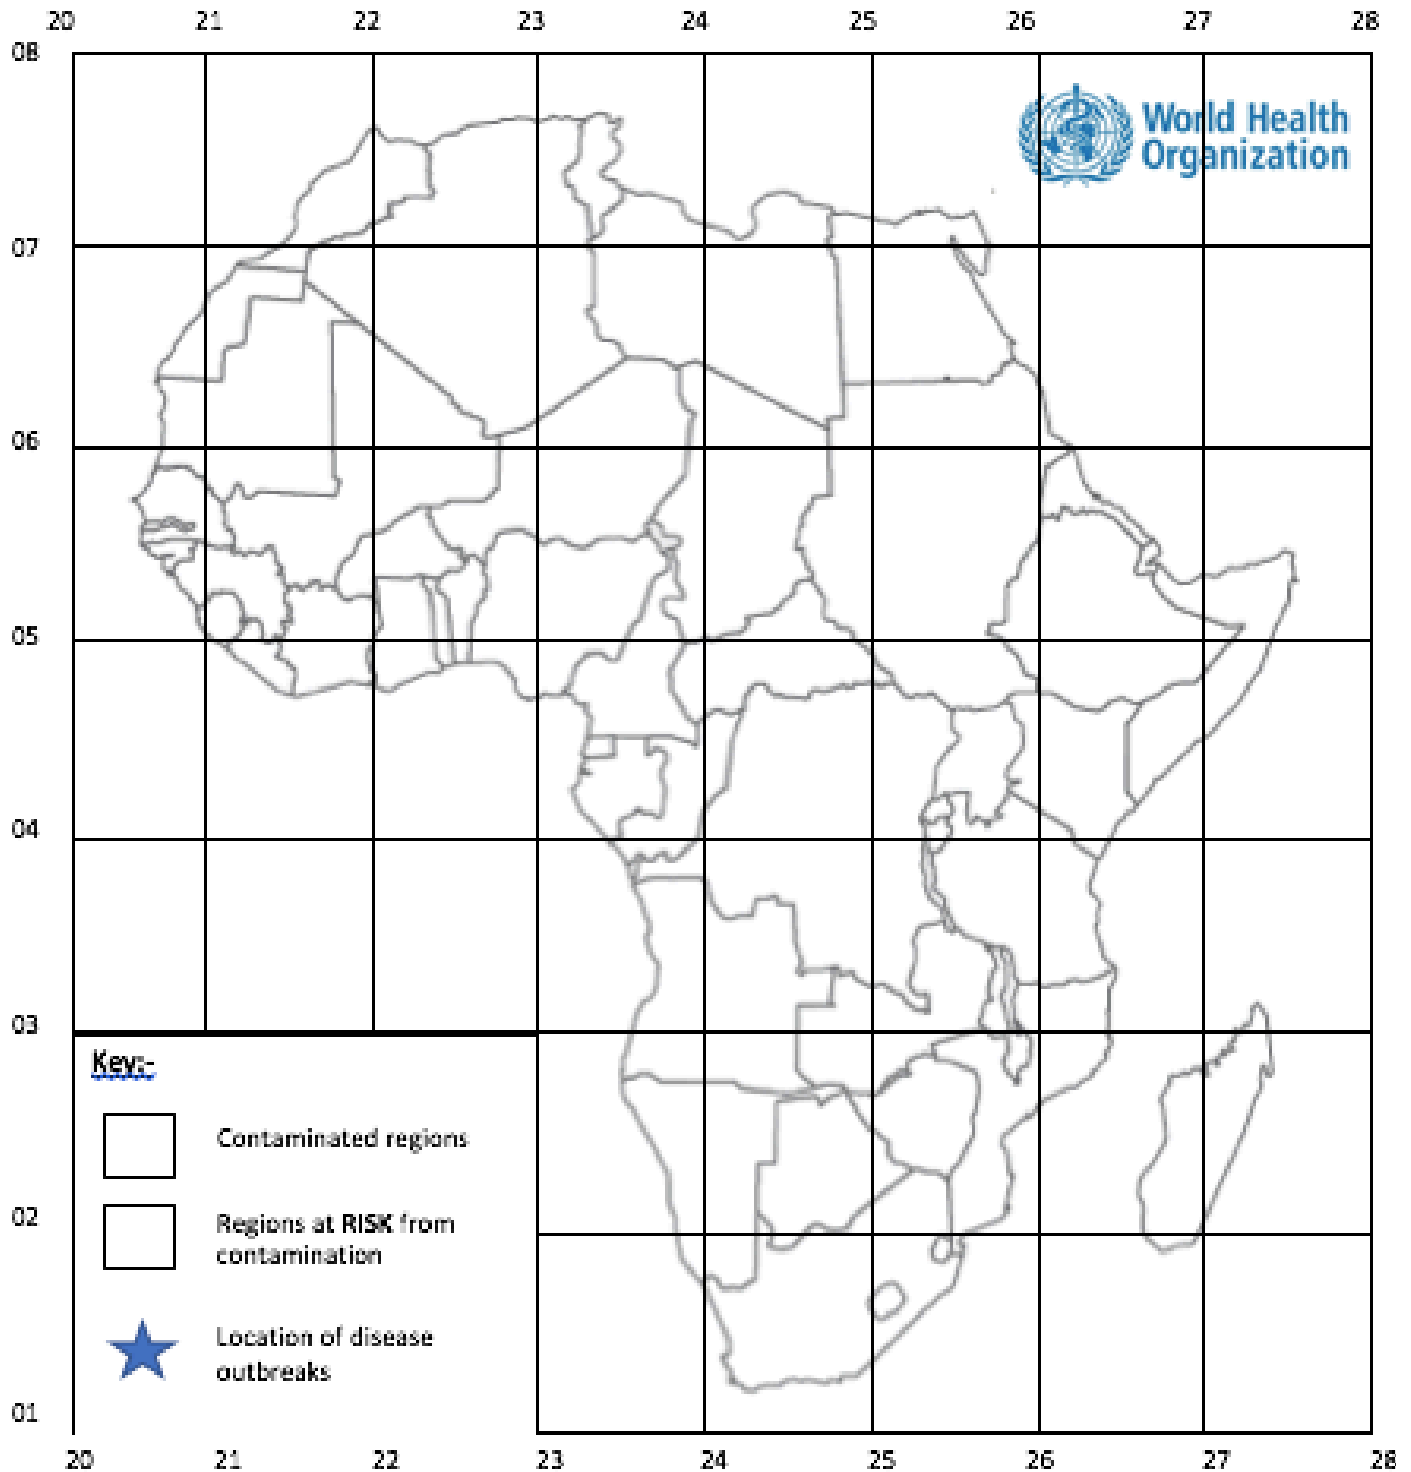 20 21 22 23 24 25 26 27 28
08
World Health
Organization
07
06
05
04
03
Key:-
Contaminated regions
02
Regions at RISK from
contamination
Location of disease
outbreaks
01
20 21 22 23 24 25 26 27 28